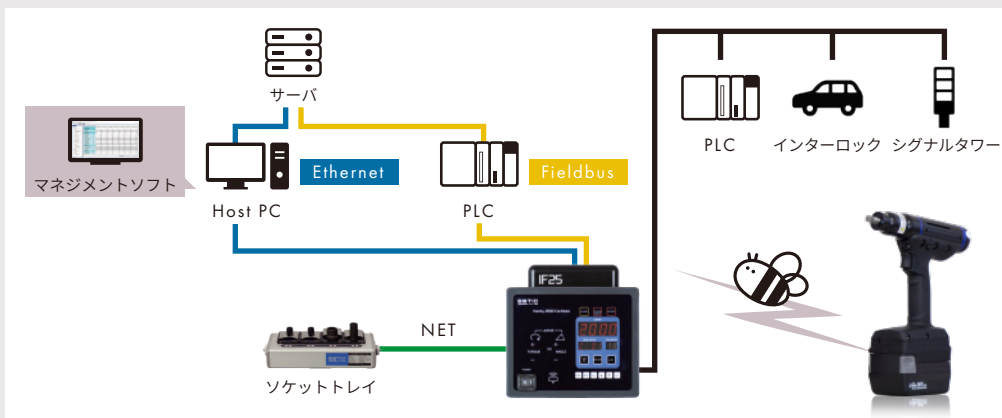 サーバ
マネジメントソフト
Host PC
Ethernet
PLC
Fieldbus
PLC
インターロック
シグナルタワー
IF25
NET
ソケットトレイ
2000
TORQUE
ANGLE